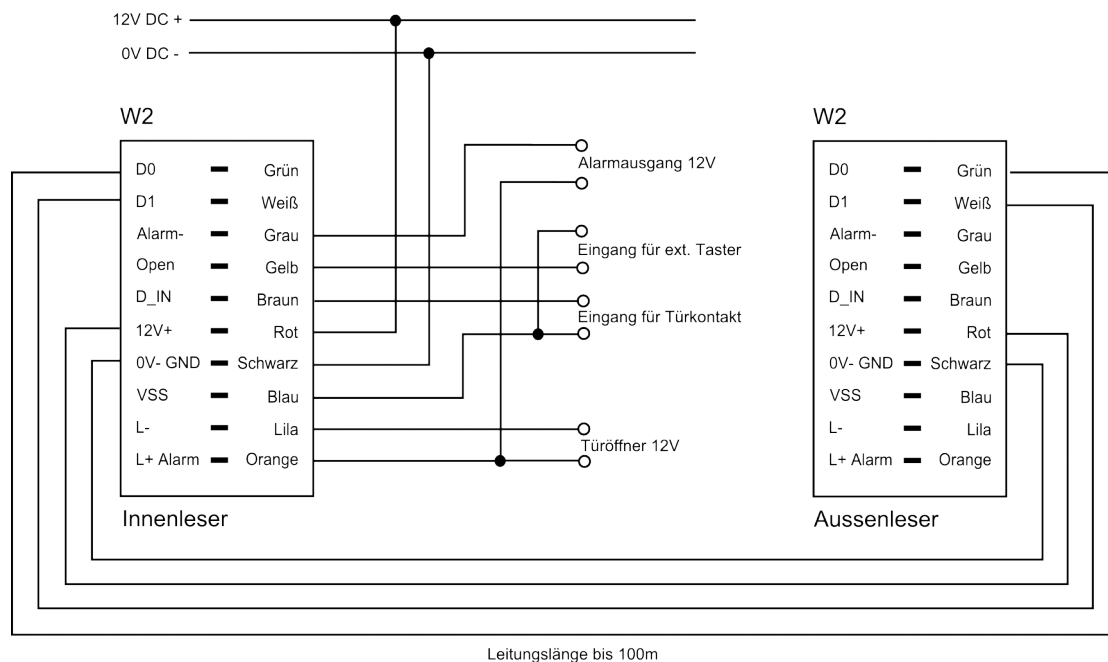 12V DC +
0V DC -
W2
D0 Grün
D1 Weiß
Alarm- Grau
Open Gelb
D_IN Braun
12V+ Rot
0V- GND Schwarz
VSS Blau
L- Lila
L+ Alarm Orange
Innenleser
Alarmausgang 12V
Eingang für ext. Taster
Eingang für Türkontakt
Türöffner 12V
W2
D0 Grün
D1 Weiß
Alarm- Grau
Open Gelb
D_IN Braun
12V+ Rot
0V- GND Schwarz
VSS Blau
L- Lila
L+ Alarm Orange
Aussenleser
Leitungslänge bis 100m